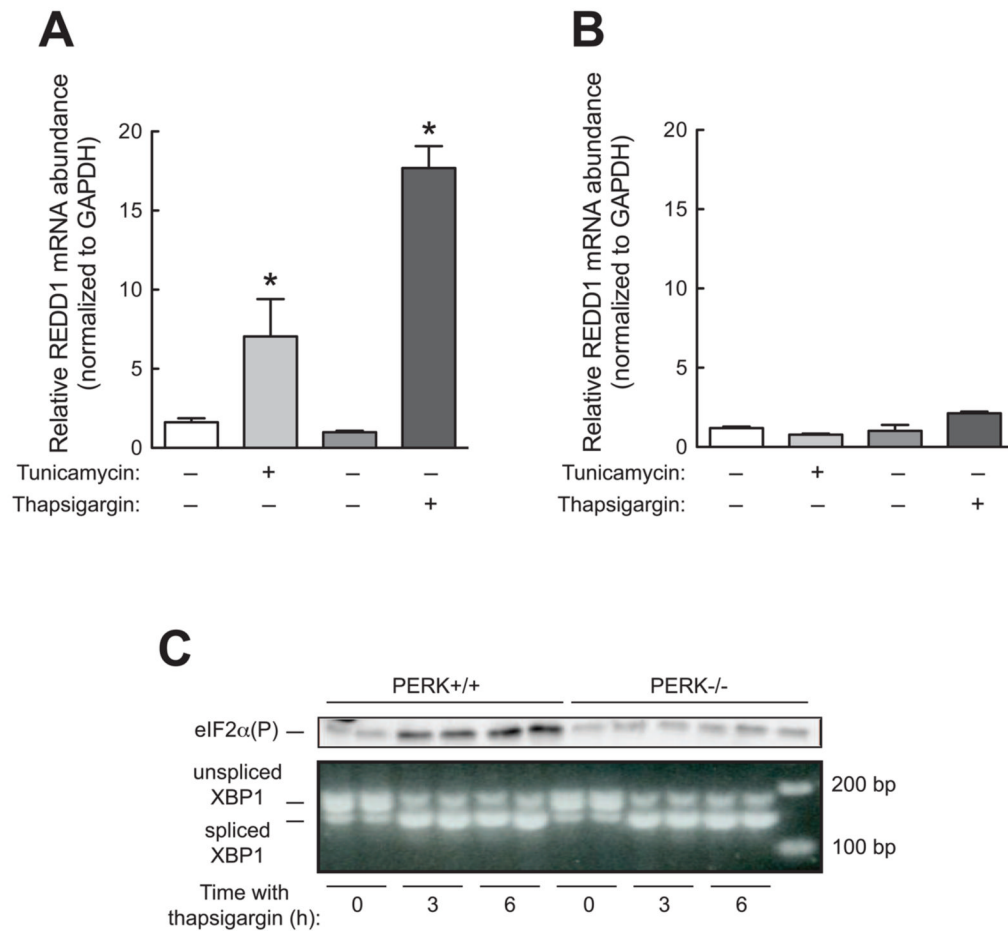 A
Relative REDD1 mRNA abundance
(normalized to GAPDH)
20
15
10
5
0
*
*
Tunicamycin: – + – –
Thapsigargin: – – – +
B
Relative REDD1 mRNA abundance
(normalized to GAPDH)
20
15
10
5
0
Tunicamycin: – + – –
Thapsigargin: – – – +
C
PERK+/+ PERK-/-
eIF2α(P)
unspliced
XBP1
spliced
XBP1
200 bp
100 bp
Time with
thapsigargin (h): 0 3 6 0 3 6